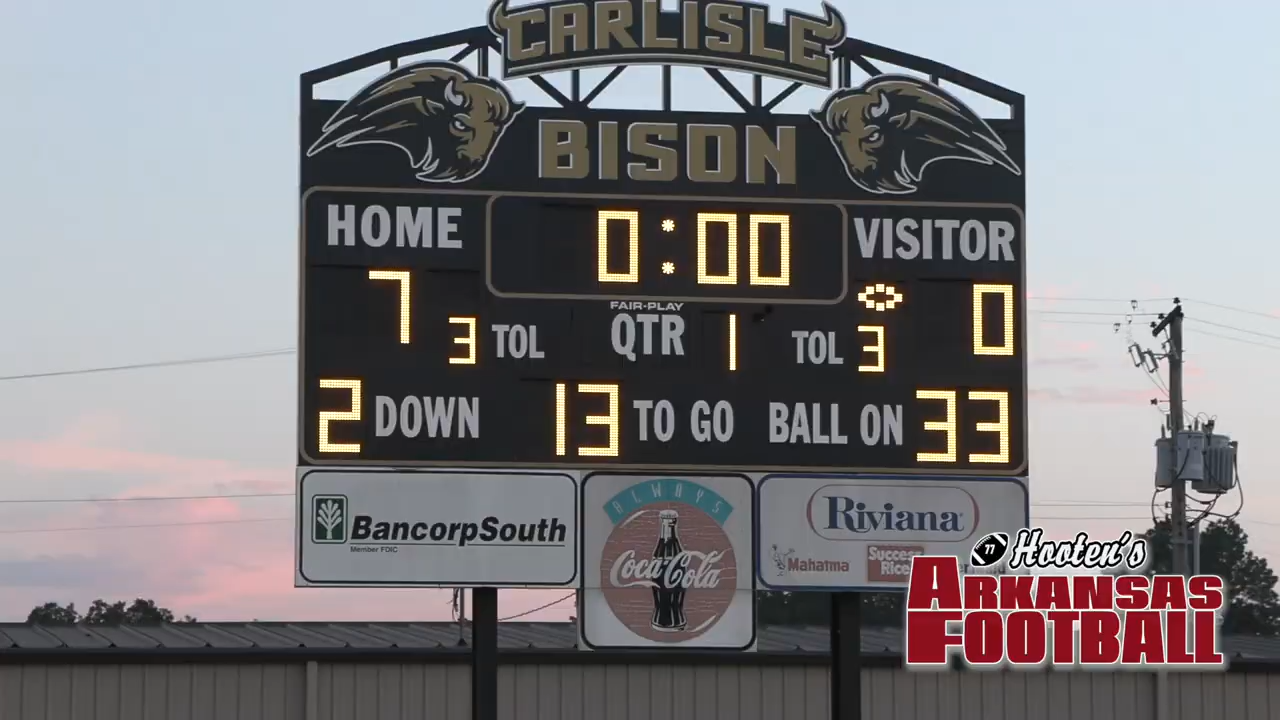 CARLISLE
BISON
HOME
0:00
VISITOR
7
0
FAIR-PLAY
3 TOL
QTR 1
TOL 3
2 DOWN
13 TO GO
BALL ON 33
BancorpSouth
Member FDIC
ALWAYS
Coca-Cola
Riviana
Mahatma
Success
Rice
77
Hooten's
ARKANSAS
FOOTBALL